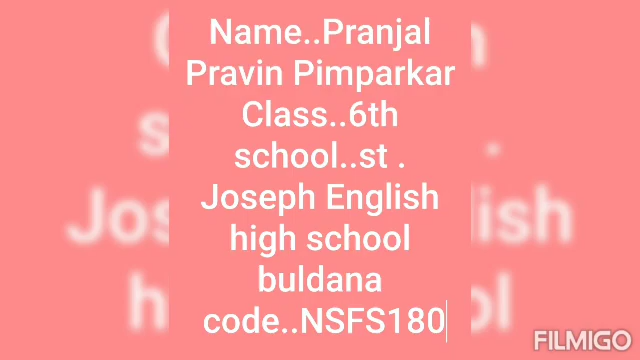 Name..Pranjal
Pravin Pimparkar
Class..6th
school..st .
Joseph English
high school
buldana
code..NSFS180
FILMIGO